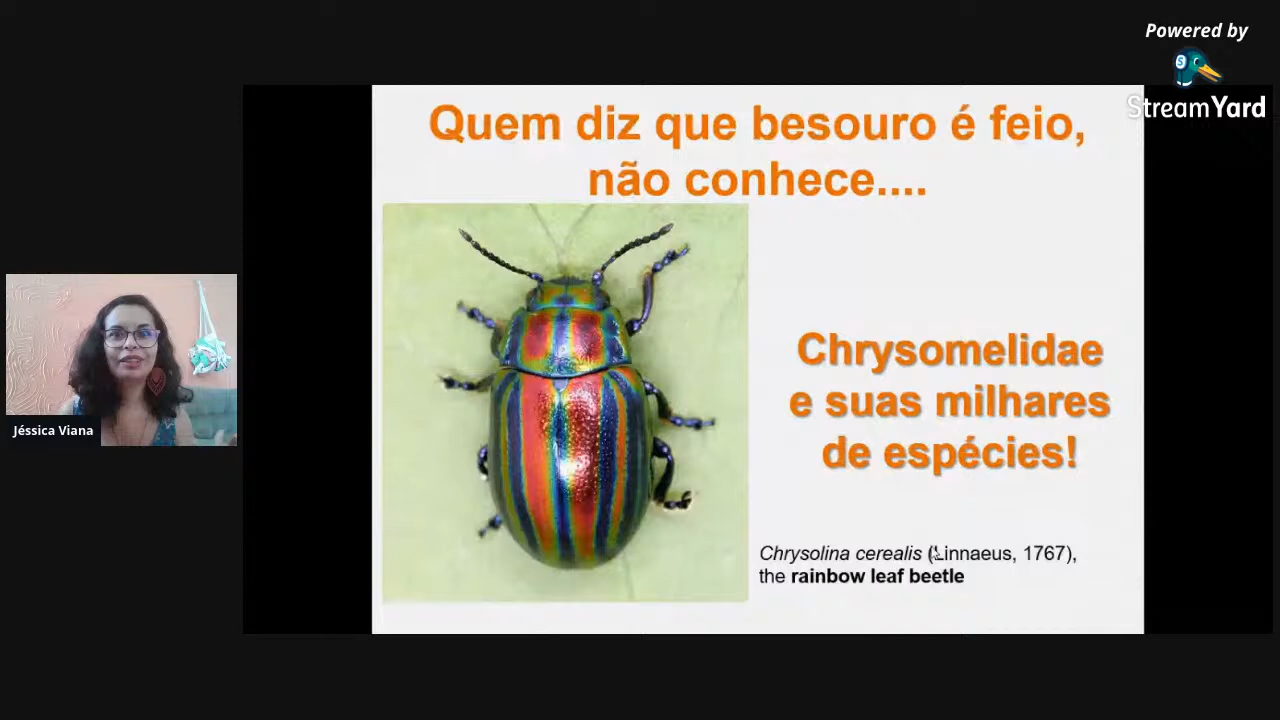 Powered by
StreamYard
Quem diz que besouro é feio,
não conhece....
Chrysomelidae
e suas milhares
de espécies!
Jéssica Viana
Chrysolina cerealis (Linnaeus, 1767),
the rainbow leaf beetle